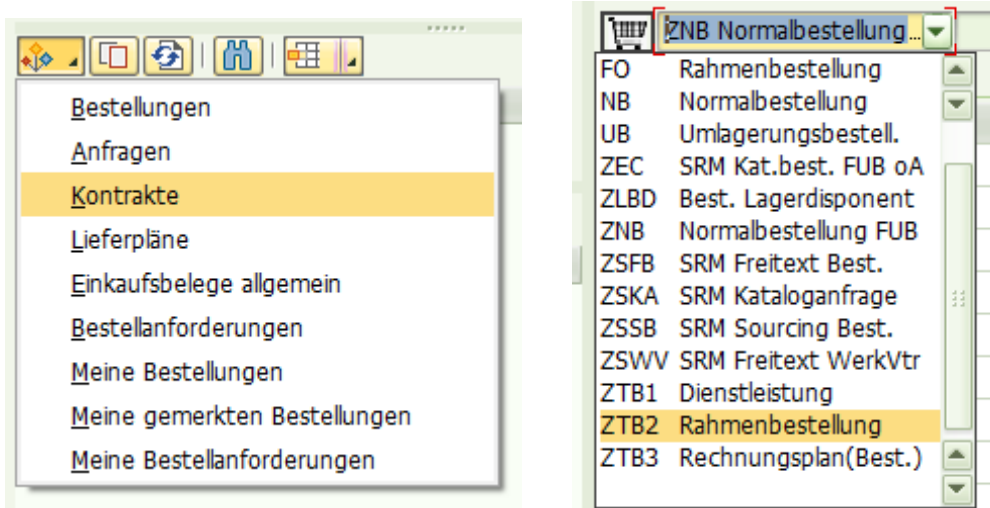 Bestellungen
Anfragen
Kontrakte
Lieferpläne
Einkaufsbelege allgemein
Bestellanforderungen
Meine Bestellungen
Meine gemerkten Bestellungen
Meine Bestellanforderungen
ZNB Normalbestellung ...
FO Rahmenbestellung
NB Normalbestellung
UB Umlagerungsbestell.
ZEC SRM Kat.best. FUB oA
ZLBD Best. Lagerdisponent
ZNB Normalbestellung FUB
ZSFB SRM Freitext Best.
ZSKA SRM Kataloganfrage
ZSSB SRM Sourcing Best.
ZSWV SRM Freitext WerkVtr
ZTB1 Dienstleistung
ZTB2 Rahmenbestellung
ZTB3 Rechnungsplan(Best.)